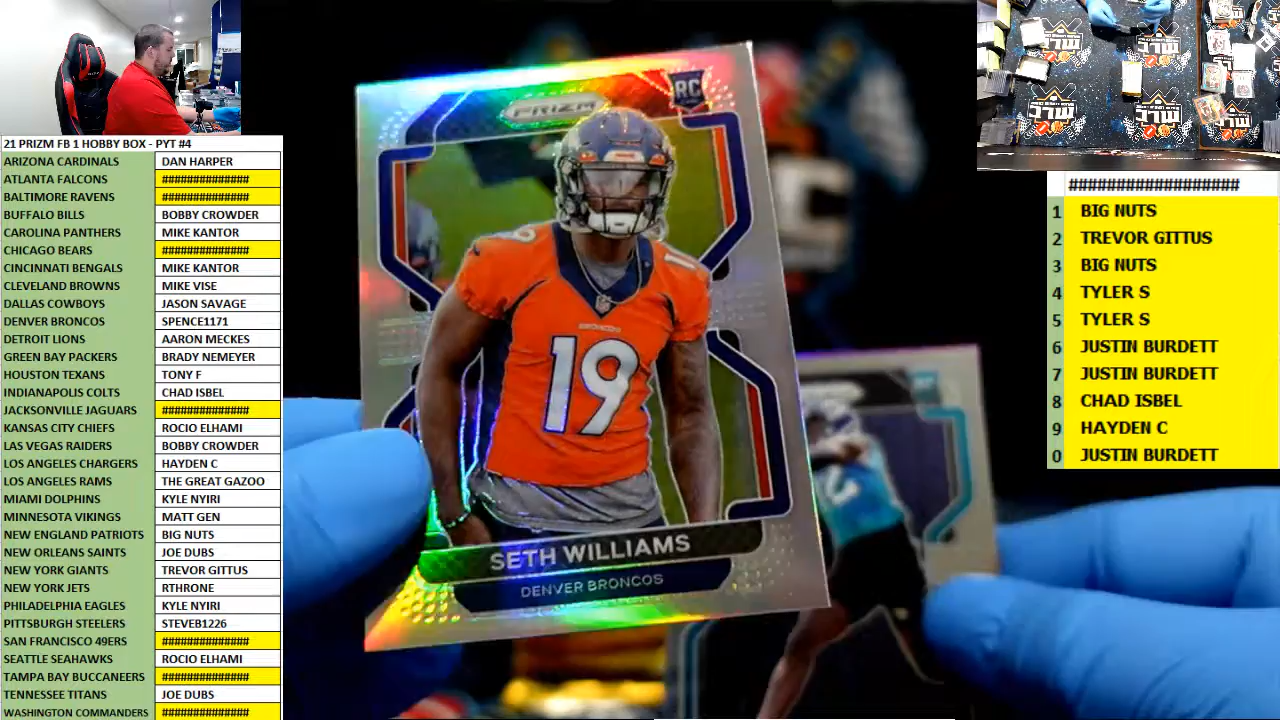 21 PRIZM FB 1 HOBBY BOX - PYT #4
ARIZONA CARDINALS DAN HARPER
ATLANTA FALCONS ##############
BALTIMORE RAVENS ##############
BUFFALO BILLS BOBBY CROWDER
CAROLINA PANTHERS MIKE KANTOR
CHICAGO BEARS ##############
CINCINNATI BENGALS MIKE KANTOR
CLEVELAND BROWNS MIKE VISE
DALLAS COWBOYS JASON SAVAGE
DENVER BRONCOS SPENCE1171
DETROIT LIONS AARON MECKES
GREEN BAY PACKERS BRADY NEMEYER
HOUSTON TEXANS TONY F
INDIANAPOLIS COLTS CHAD ISBEL
JACKSONVILLE JAGUARS ##############
KANSAS CITY CHIEFS ROCIO ELHAMI
LAS VEGAS RAIDERS BOBBY CROWDER
LOS ANGELES CHARGERS HAYDEN C
LOS ANGELES RAMS THE GREAT GAZOO
MIAMI DOLPHINS KYLE NYIRI
MINNESOTA VIKINGS MATT GEN
NEW ENGLAND PATRIOTS BIG NUTS
NEW ORLEANS SAINTS JOE DUBS
NEW YORK GIANTS TREVOR GITTUS
NEW YORK JETS RTHRONE
PHILADELPHIA EAGLES KYLE NYIRI
PITTSBURGH STEELERS STEVEB1226
SAN FRANCISCO 49ERS ##############
SEATTLE SEAHAWKS ROCIO ELHAMI
TAMPA BAY BUCCANEERS ##############
TENNESSEE TITANS JOE DUBS
WASHINGTON COMMANDERS ##############
PRIZM
RC
19
19
SETH WILLIAMS
DENVER BRONCOS
##################
1 BIG NUTS
2 TREVOR GITTUS
3 BIG NUTS
4 TYLER S
5 TYLER S
6 JUSTIN BURDETT
7 JUSTIN BURDETT
8 CHAD ISBEL
9 HAYDEN C
0 JUSTIN BURDETT